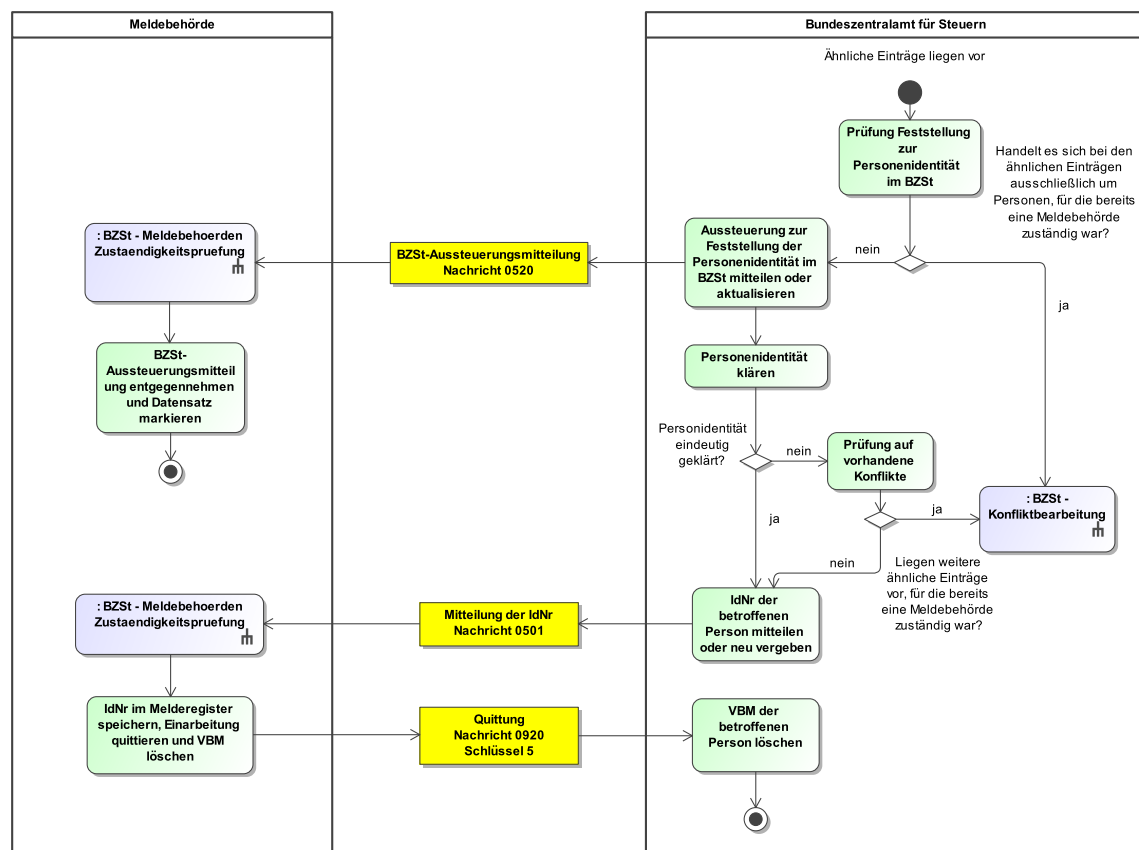 Meldebehörde
Bundeszentralamt für Steuern
Ähnliche Einträge liegen vor
Prüfung Feststellung
zur
Personenidentität
im BZSt
Handelt es sich bei den
ähnlichen Einträgen
ausschließlich um
Personen, für die bereits
eine Meldebehörde
zuständig war?
nein
ja
Aussteuerung zur
Feststellung der
Personenidentität im
BZSt mitteilen oder
aktualisieren
BZSt-Aussteuerungsmitteilung
Nachricht 0520
: BZSt - Meldebehoerden
Zustaendigkeitspruefung
BZSt-
Aussteuerungsmitteil
ung entgegennehmen
und Datensatz
markieren
Personenidentität
klären
Personidentität
eindeutig
geklärt?
nein
ja
Prüfung auf
vorhandene
Konflikte
ja
nein
: BZSt -
Konfliktbearbeitung
Liegen weitere
ähnliche Einträge
vor, für die bereits
eine Meldebehörde
zuständig war?
IdNr der
betroffenen
Person mitteilen
oder neu vergeben
Mitteilung der IdNr
Nachricht 0501
: BZSt - Meldebehoerden
Zustaendigkeitspruefung
IdNr im Melderegister
speichern, Einarbeitung
quittieren und VBM
löschen
Quittung
Nachricht 0920
Schlüssel 5
VBM der
betroffenen
Person löschen